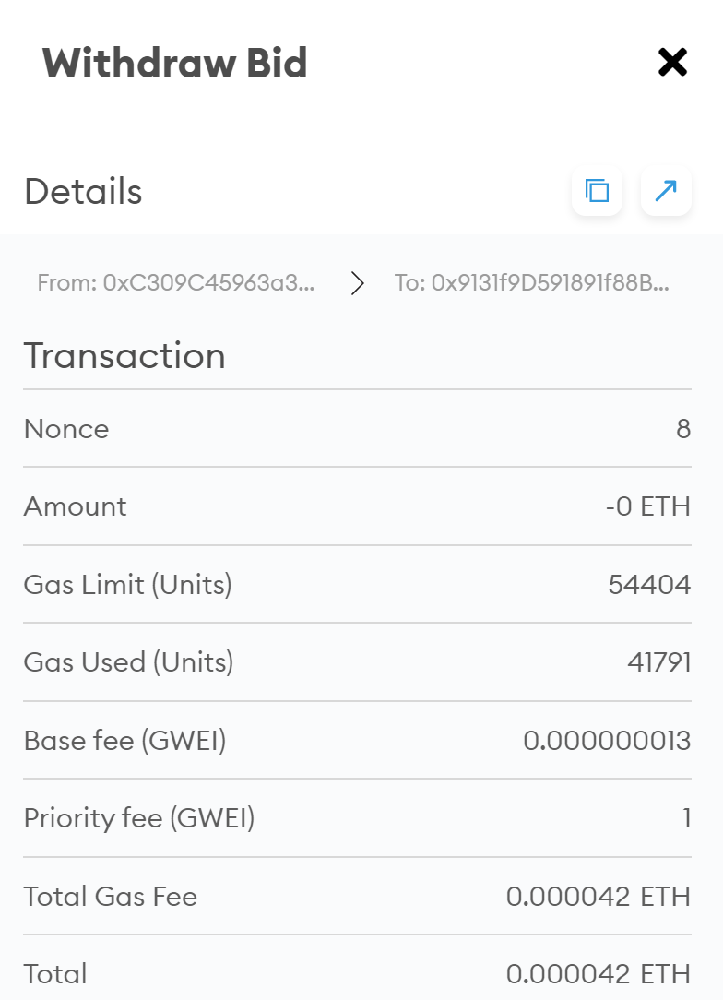 Withdraw Bid
Details
From: 0xC309C45963a3... To: 0x9131f9D591891f88B...
Transaction
Nonce 8
Amount -0 ETH
Gas Limit (Units) 54404
Gas Used (Units) 41791
Base fee (GWEI) 0.000000013
Priority fee (GWEI) 1
Total Gas Fee 0.000042 ETH
Total 0.000042 ETH